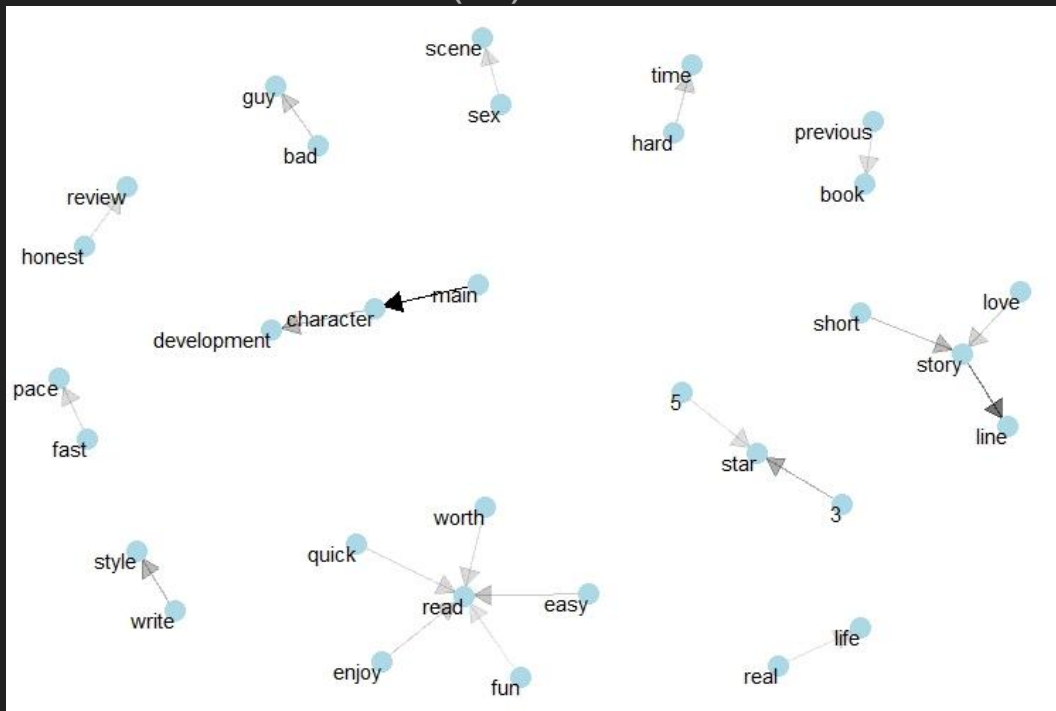 scene
guy
time
sex
previous
hard
bad
review
book
honest
main
love
character
short
development
story
pace
5
line
fast
star
3
worth
quick
style
easy
read
write
life
enjoy
real
fun